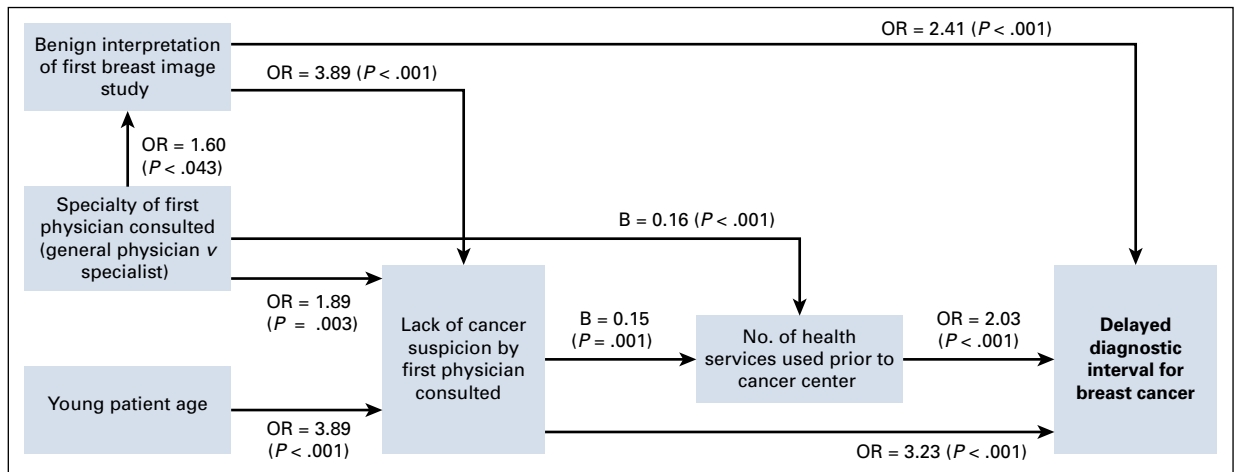 Benign interpretation
of first breast image
study
OR = 2.41 (P < .001)
OR = 3.89 (P < .001)
OR = 1.60
(P < .043)
Specialty of first
physician consulted
(general physician v
specialist)
B = 0.16 (P < .001)
OR = 1.89
(P = .003)
Lack of cancer
suspicion by
first physician
consulted
B = 0.15
(P = .001)
No. of health
services used prior to
cancer center
OR = 2.03
(P < .001)
Delayed
diagnostic
interval for
breast cancer
Young patient age
OR = 3.89
(P < .001)
OR = 3.23 (P < .001)